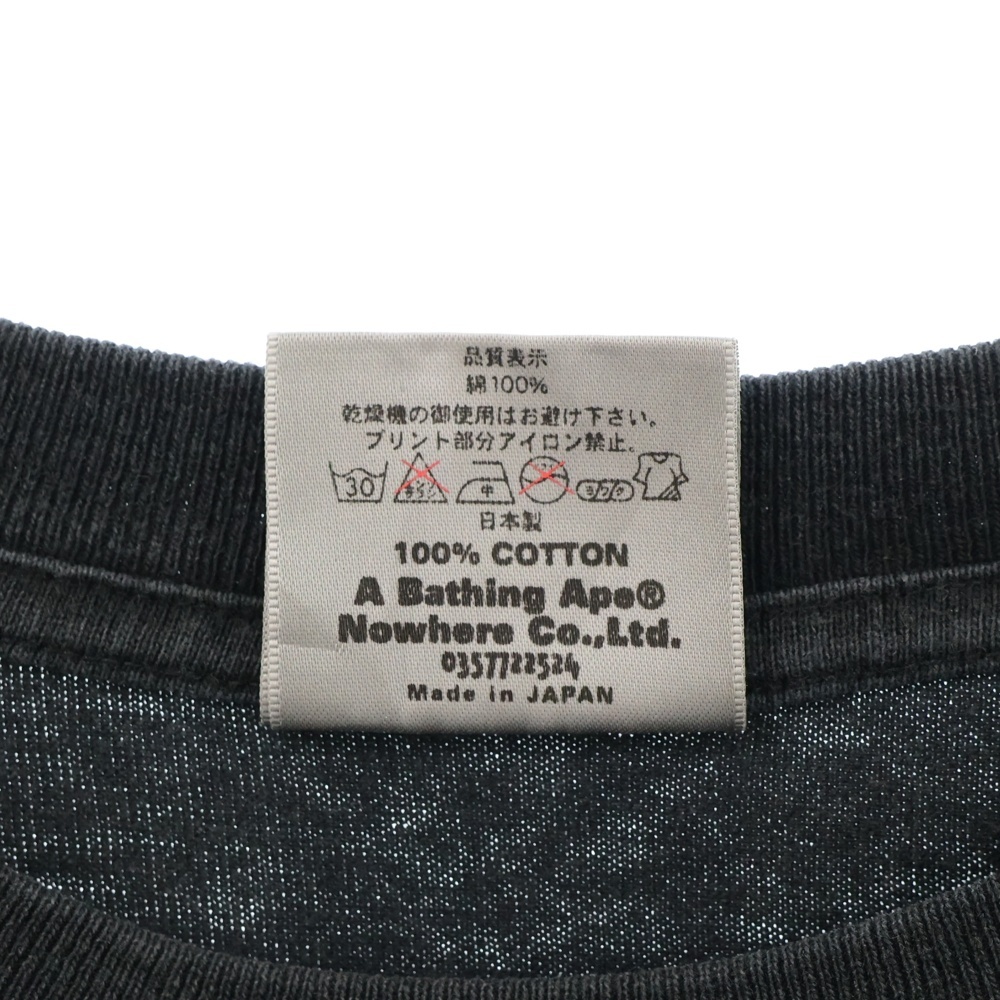 品質表示
綿100%
乾燥機の御使用はお避け下さい。
プリント部分アイロン禁止。
30 中
日本製
100% COTTON
A Bathing Ape®
Nowhere Co.,Ltd.
0357722524
Made in JAPAN